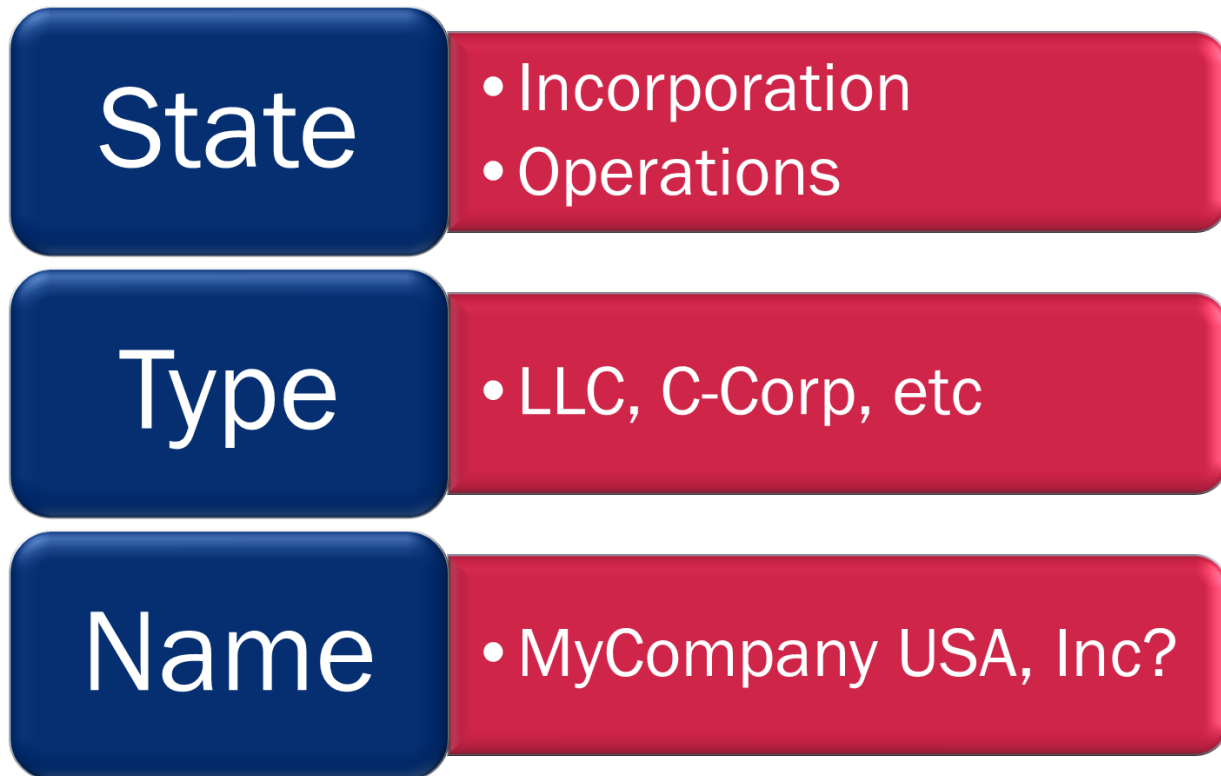 State
• Incorporation
• Operations
Type
• LLC, C-Corp, etc
Name
• MyCompany USA, Inc?